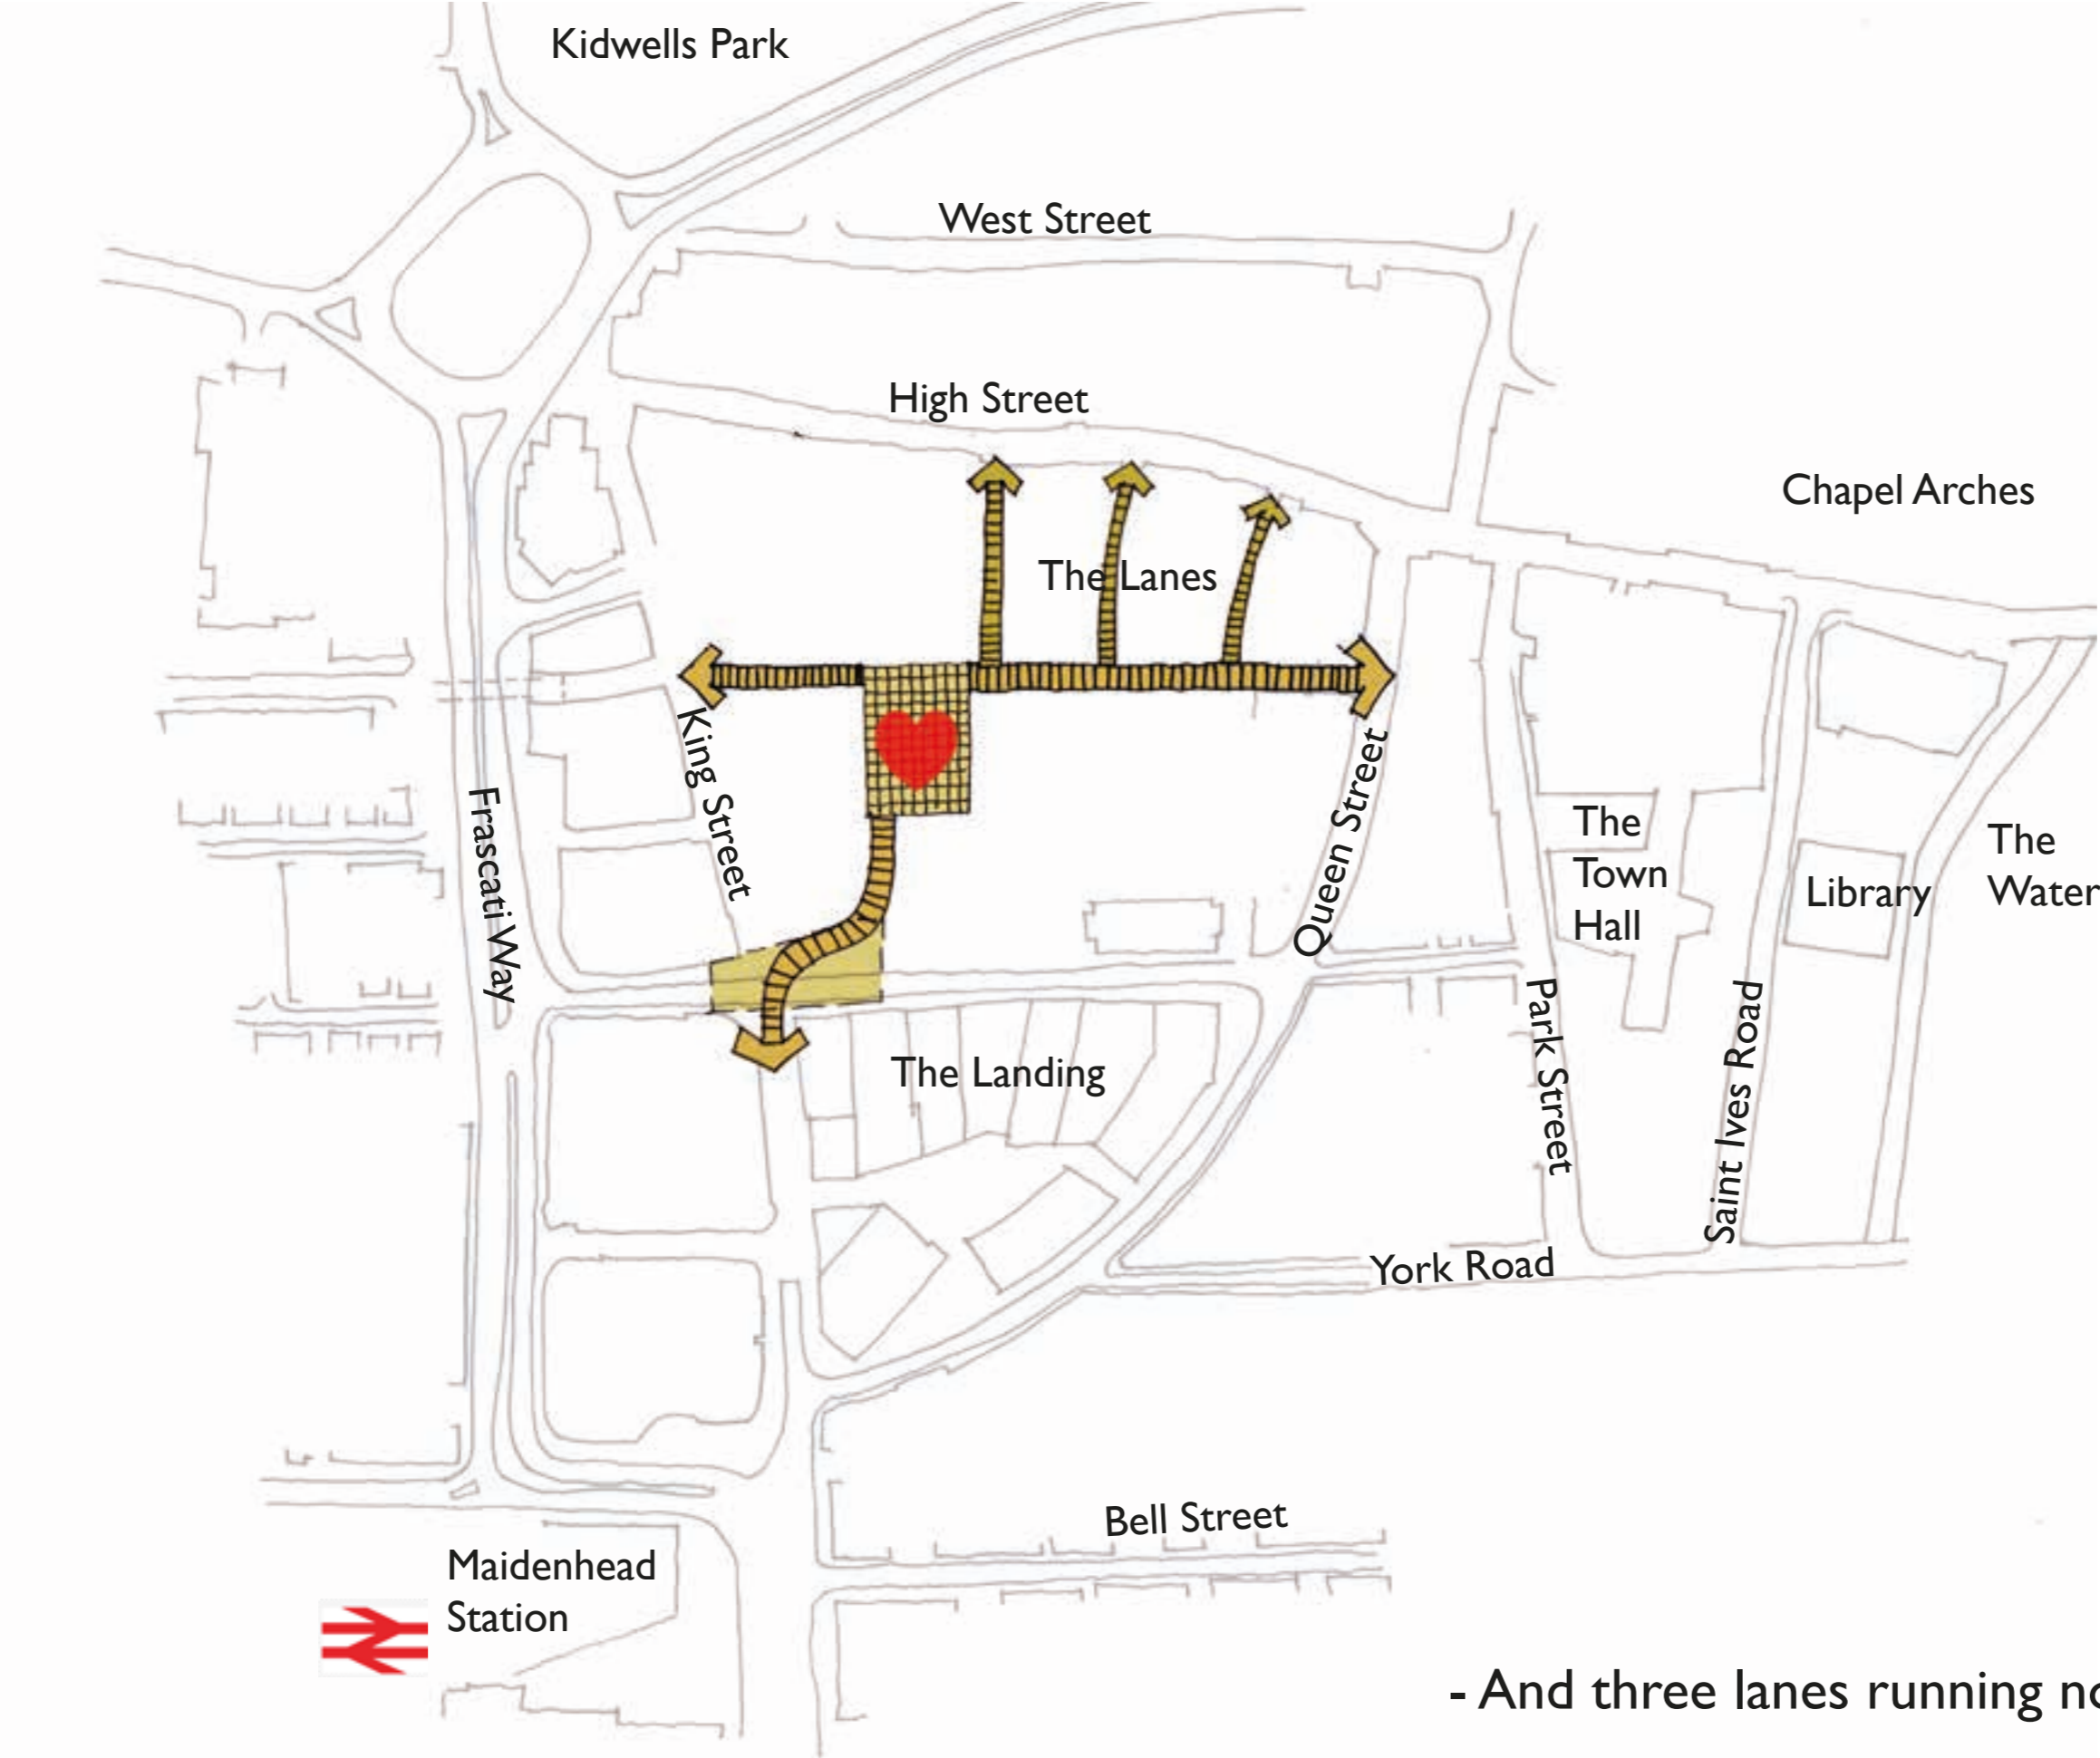 Kidwells Park
West Street
High Street
Chapel Arches
The Lanes
King Street
Frascati Way
Queen Street
The
Town
Hall
Library
The
Water
Park Street
Saint Ives Road
The Landing
York Road
Bell Street
Maidenhead
Station
- And three lanes running